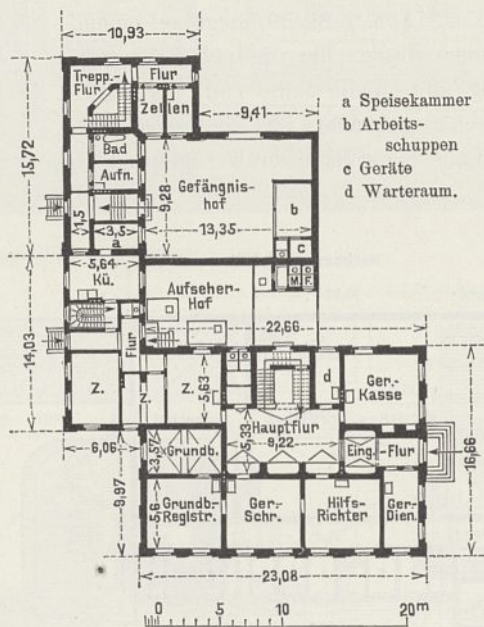 10,93
Trepp.-
Flur
Flur
Zellen
9,41
a Speisekammer
b Arbeits-
schuppen
c Geräte
d Warteraum.
15,72
Bad
Aufn.
Gefängnis-
hof
9,28
b
1,5
3,5
a
13,35
c
5,64
Kü.
Aufseher-
Hof
M.
F.
22,66
14,03
Flur
Z.
Z.
Z.
5,63
d
Ger.-
Kasse
Hauptflur
5,33
9,22
16,66
6,06
3,57
Grundb.
Eing.-Flur
9,97
5,6
Grundb.-
Registr.
Ger.-
Schr.
Hilfs-
Richter
Ger.-
Dien.
23,08
0 5 10 20m